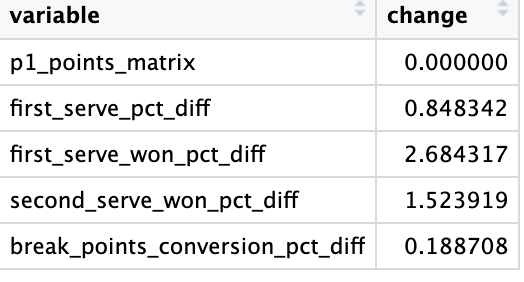 variable change
p1_points_matrix 0.000000
first_serve_pct_diff 0.848342
first_serve_won_pct_diff 2.684317
second_serve_won_pct_diff 1.523919
break_points_conversion_pct_diff 0.188708